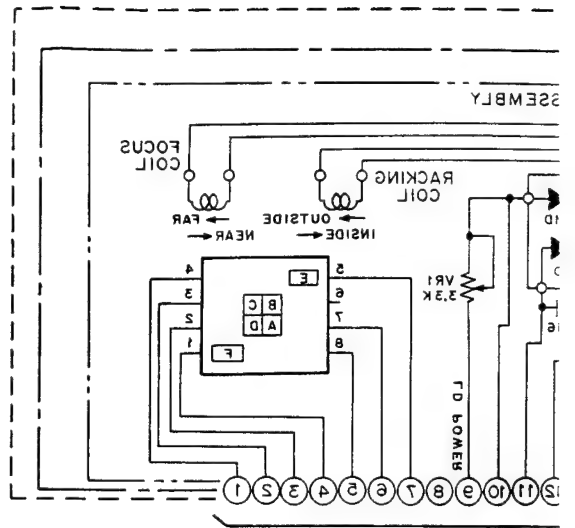 SSEMBLY
FOCUS
COIL
RACKING
COIL
FAR
OUTSIDE
NEAR
INSIDE
4
3
2
1
E
B C
A D
F
5
6
7
8
VR1
3.3K
LD POWER
1 2 3 4 5 6 7 8 9 10 11